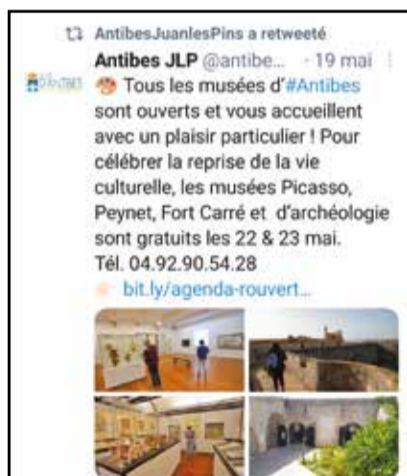 AntibesJuanlesPins a retweeté
Antibes JLP @antibe... · 19 mai
🎨 Tous les musées d'#Antibes
sont ouverts et vous accueillent
avec un plaisir particulier ! Pour
célébrer la reprise de la vie
culturelle, les musées Picasso,
Peynet, Fort Carré et d'archéologie
sont gratuits les 22 & 23 mai.
Tél. 04.92.90.54.28
👉🏻 bit.ly/agenda-rouvert...